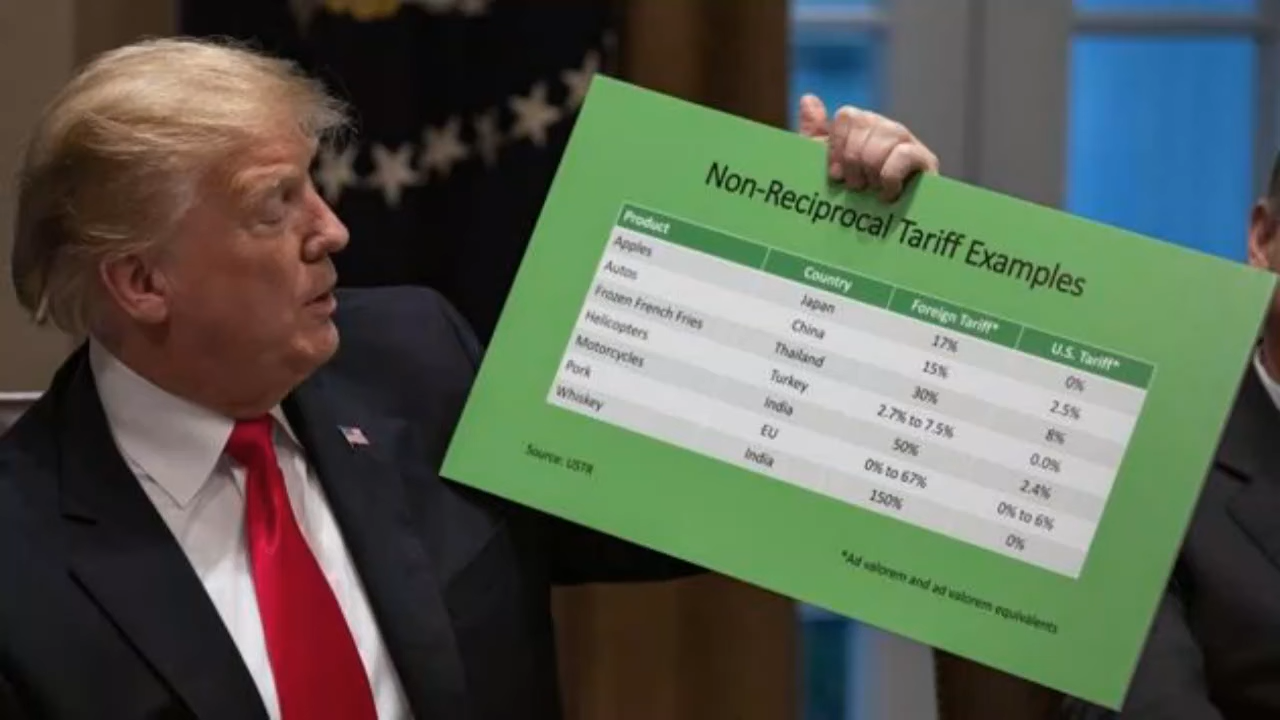 Non-Reciprocal Tariff Examples
Product Country Foreign Tariff* U.S. Tariff*
Apples Japan 17% 0%
Autos China 15% 2.5%
Frozen French Fries Thailand 30% 8%
Helicopters Turkey 2.7% to 7.5% 0.0%
Motorcycles India 50% 2.4%
Pork EU 0% to 67% 0% to 6%
Whiskey India 150% 0%
Source: USTR
*Ad valorem and ad valorem equivalents